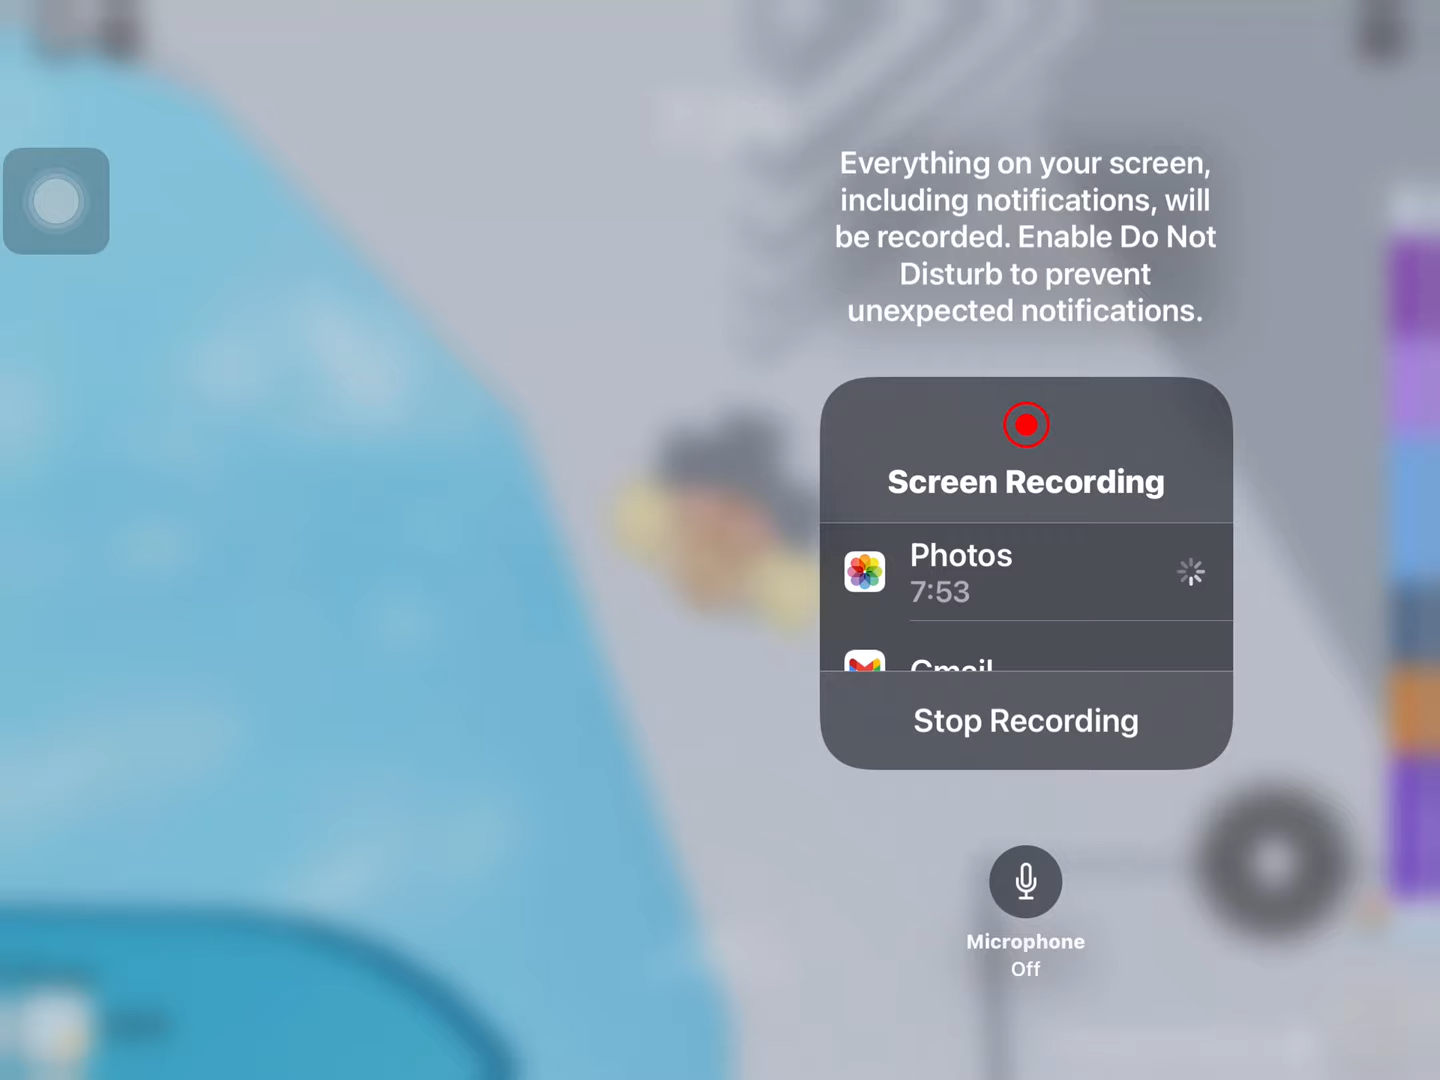 Everything on your screen,
including notifications, will
be recorded. Enable Do Not
Disturb to prevent
unexpected notifications.
Screen Recording
Photos
7:53
Gmail
Stop Recording
Microphone
Off